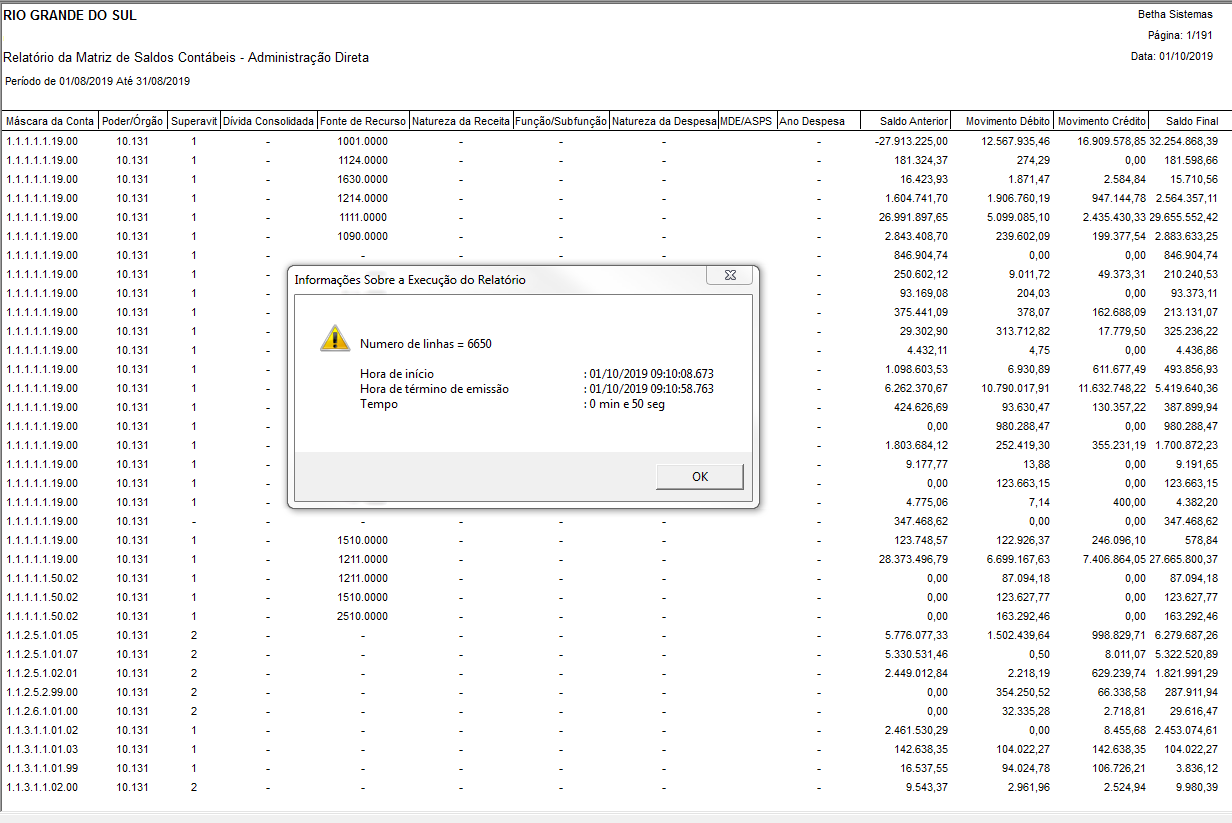 RIO GRANDE DO SUL
Betha Sistemas
Página: 1/191
Relatório da Matriz de Saldos Contábeis - Administração Direta
Data: 01/10/2019
Período de 01/08/2019 Até 31/08/2019
Máscara da Conta Poder/Órgão Superavit Dívida Consolidada Fonte de Recurso Natureza da Receita Função/Subfunção Natureza da Despesa MDE/ASPS Ano Despesa Saldo Anterior Movimento Débito Movimento Crédito Saldo Final
1.1.1.1.1.19.00 10.131 1 - 1001.0000 - - - - -27.913.225,00 12.567.935,46 16.909.578,85 32.254.868,39
1.1.1.1.1.19.00 10.131 1 - 1124.0000 - - - - 181.324,37 274,29 0,00 181.598,66
1.1.1.1.1.19.00 10.131 1 - 1630.0000 - - - - 16.423,93 1.871,47 2.584,84 15.710,56
1.1.1.1.1.19.00 10.131 1 - 1214.0000 - - - - 1.604.741,70 1.906.760,19 947.144,78 2.564.357,11
1.1.1.1.1.19.00 10.131 1 - 1111.0000 - - - - 26.991.897,65 5.099.085,10 2.435.430,33 29.655.552,42
1.1.1.1.1.19.00 10.131 1 - 1090.0000 - - - - 2.843.408,70 239.602,09 199.377,54 2.883.633,25
1.1.1.1.1.19.00 10.131 1 - - - - - - 846.904,74 0,00 0,00 846.904,74
1.1.1.1.1.19.00 10.131 1 - - 250.602,12 9.011,72 49.373,31 210.240,53
1.1.1.1.1.19.00 10.131 1 - - 93.169,08 204,03 0,00 93.373,11
1.1.1.1.1.19.00 10.131 1 - - 375.441,09 378,07 162.688,09 213.131,07
1.1.1.1.1.19.00 10.131 1 - - 29.302,90 313.712,82 17.779,50 325.236,22
1.1.1.1.1.19.00 10.131 1 - - 4.432,11 4,75 0,00 4.436,86
1.1.1.1.1.19.00 10.131 1 - - 1.098.603,53 6.930,89 611.677,49 493.856,93
1.1.1.1.1.19.00 10.131 1 - - 6.262.370,67 10.790.017,91 11.632.748,22 5.419.640,36
1.1.1.1.1.19.00 10.131 1 - - 424.626,69 93.630,47 130.357,22 387.899,94
1.1.1.1.1.19.00 10.131 1 - - 0,00 980.288,47 0,00 980.288,47
1.1.1.1.1.19.00 10.131 1 - - 1.803.684,12 252.419,30 355.231,19 1.700.872,23
1.1.1.1.1.19.00 10.131 1 - - 9.177,77 13,88 0,00 9.191,65
1.1.1.1.1.19.00 10.131 1 - - 0,00 123.663,15 0,00 123.663,15
1.1.1.1.1.19.00 10.131 1 - - 4.775,06 7,14 400,00 4.382,20
1.1.1.1.1.19.00 10.131 - - - - - - - 347.468,62 0,00 0,00 347.468,62
1.1.1.1.1.19.00 10.131 1 - 1510.0000 - - - - 123.748,57 122.926,37 246.096,10 578,84
1.1.1.1.1.19.00 10.131 1 - 1211.0000 - - - - 28.373.496,79 6.699.167,63 7.406.864,05 27.665.800,37
1.1.1.1.1.50.02 10.131 1 - 1211.0000 - - - - 0,00 87.094,18 0,00 87.094,18
1.1.1.1.1.50.02 10.131 1 - 1510.0000 - - - - 0,00 123.627,77 0,00 123.627,77
1.1.1.1.1.50.02 10.131 1 - 2510.0000 - - - - 0,00 163.292,46 0,00 163.292,46
1.1.2.5.1.01.05 10.131 2 - - - - - - 5.776.077,33 1.502.439,64 998.829,71 6.279.687,26
1.1.2.5.1.01.07 10.131 2 - - - - - - 5.330.531,46 0,50 8.011,07 5.322.520,89
1.1.2.5.1.02.01 10.131 2 - - - - - - 2.449.012,84 2.218,19 629.239,74 1.821.991,29
1.1.2.5.2.99.00 10.131 2 - - - - - - 0,00 354.250,52 66.338,58 287.911,94
1.1.2.6.1.01.00 10.131 2 - - - - - - 0,00 32.335,28 2.718,81 29.616,47
1.1.3.1.1.01.02 10.131 1 - - - - - - 2.461.530,29 0,00 8.455,68 2.453.074,61
1.1.3.1.1.01.03 10.131 1 - - - - - - 142.638,35 104.022,27 142.638,35 104.022,27
1.1.3.1.1.01.99 10.131 1 - - - - - - 16.537,55 94.024,78 106.726,21 3.836,12
1.1.3.1.1.02.00 10.131 2 - - - - - - 9.543,37 2.961,96 2.524,94 9.980,39
Informações Sobre a Execução do Relatório
Numero de linhas = 6650
Hora de início : 01/10/2019 09:10:08.673
Hora de término de emissão : 01/10/2019 09:10:58.763
Tempo : 0 min e 50 seg
OK